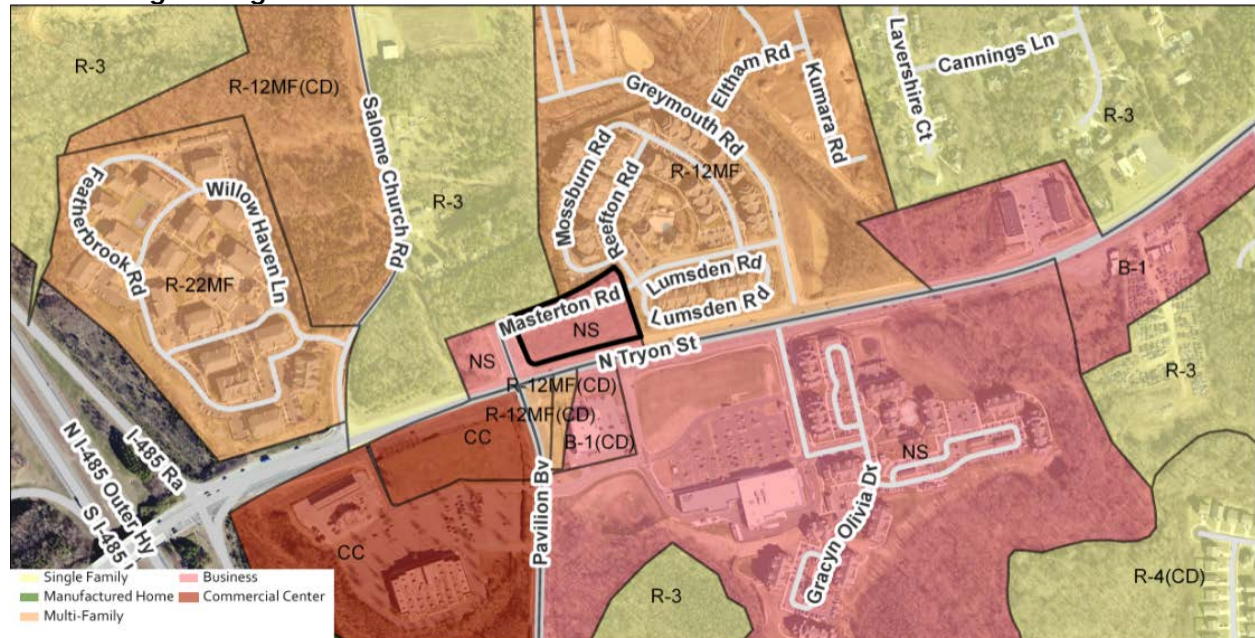 R-3
R-12MF(CD)
Salome Church Rd
Featherbrook Rd
Willow Haven Ln
R-22MF
R-3
Greymouth Rd
Eltham Rd
Kumara Rd
Mossburn Rd
Reefton Rd
R-12MF
Lavershire Ct
Cannings Ln
R-3
Lumsden Rd
Lumsden Rd
Masterton Rd
NS
NS
N Tryon St
B-1
R-3
R-12MF(CD)
R-12MF(CD)
B-1(CD)
CC
CC
Pavilion Bv
NS
Gracyn Olivia Dr
R-3
R-4(CD)
I-485 Ra
N I-485 Outer Hy
S I-485 I
Single Family
Manufactured Home
Multi-Family
Business
Commercial Center